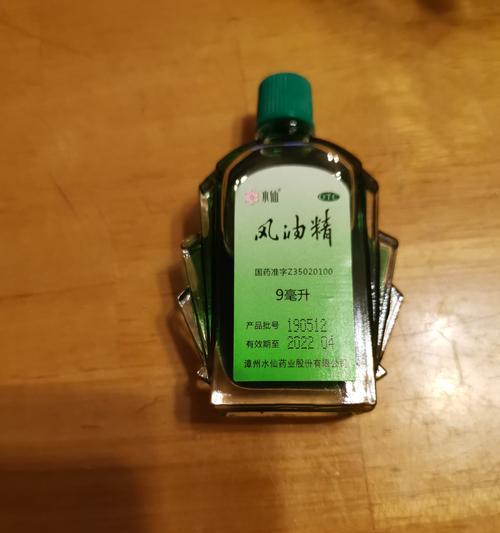 水仙® OTC
风油精
国药准字Z35020100
9毫升
产品批号 190512
有效期至 2022.04
漳州水仙药业股份有限公司